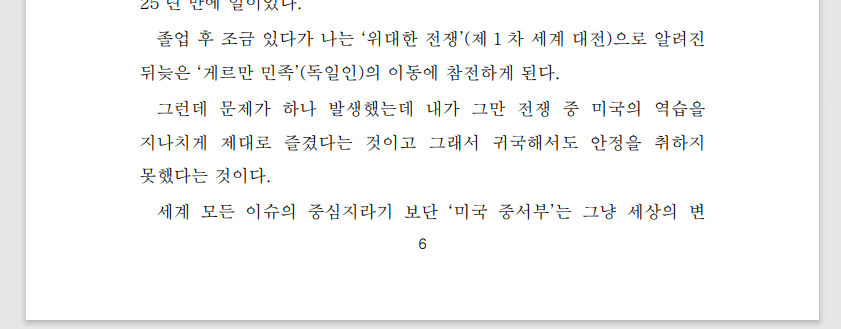 25 년 만에 일이었다.
졸업 후 조금 있다가 나는 ‘위대한 전쟁’(제 1 차 세계 대전)으로 알려진
뒤늦은 ‘게르만 민족’(독일인)의 이동에 참전하게 된다.
그런데 문제가 하나 발생했는데 내가 그만 전쟁 중 미국의 역습을
지나치게 제대로 즐겼다는 것이고 그래서 귀국해서도 안정을 취하지
못했다는 것이다.
세계 모든 이슈의 중심지라기 보단 ‘미국 중서부’는 그냥 세상의 변
6